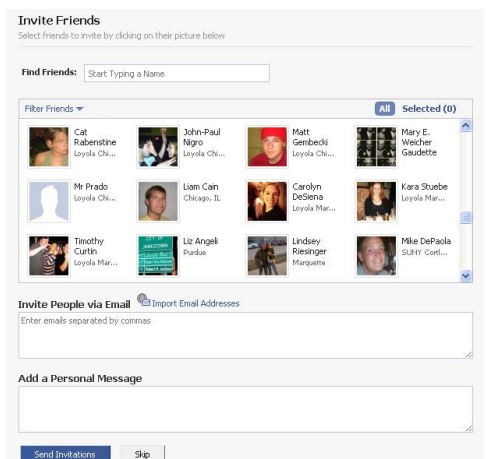 Invite Friends
Select friends to invite by clicking on their picture below
Find Friends: Start Typing a Name
Filter Friends All Selected (0)
Cat
Rabenstine
Loyola Chi...
John-Paul
Nigro
Loyola Chi...
Matt
Gembecki
Loyola Chi...
Mary E.
Weicher
Gaudette
Mr Prado
Loyola Chi...
Liam Cain
Chicago, IL
Carolyn
DeSiena
Loyola Mar...
Kara Stuebe
Loyola Mar...
Timothy
Curtin
Loyola Mar...
Liz Angeli
Purdue
Lindsey
Riesinger
Marquette
Mike DePaola
SUNY Cortl...
CITY OF
JAMESTOWN
Invite People via Email Import Email Addresses
Enter emails separated by commas
Add a Personal Message
Send Invitations Skip